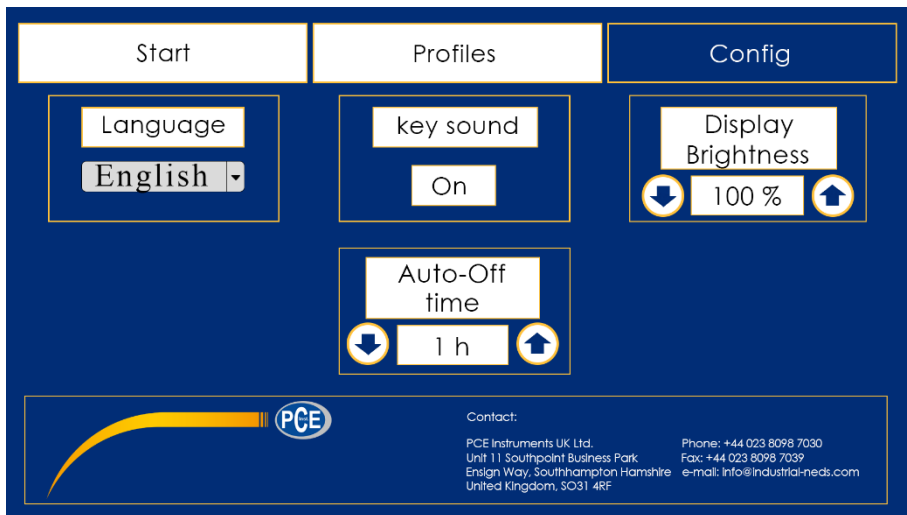 Start
Profiles
Config
Language
English
key sound
On
Display
Brightness
100 %
Auto-Off
time
1 h
PCE
Contact:
PCE Instruments UK Ltd.
Unit 11 Southpoint Business Park
Ensign Way, Southhampton Hamshire
United Kingdom, SO31 4RF
Phone: +44 023 8098 7030
Fax: +44 023 8098 7039
e-mail: info@industrial-neds.com